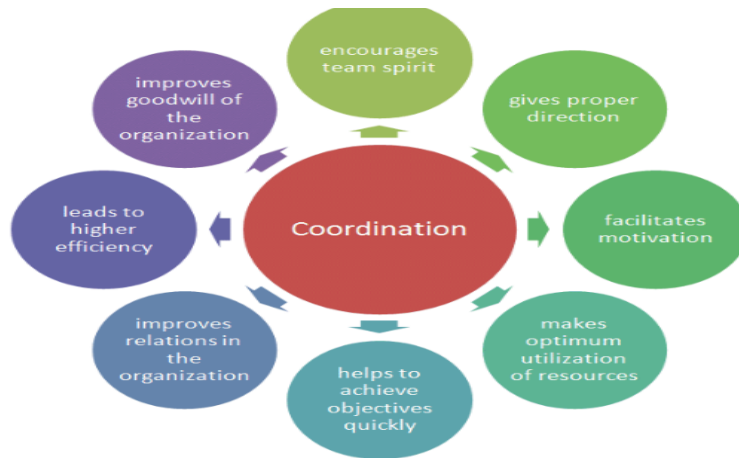 encourages
team spirit
gives proper
direction
facilitates
motivation
makes
optimum
utilization
of resources
helps to
achieve
objectives
quickly
improves
relations in
the
organization
leads to
higher
efficiency
improves
goodwill of
the
organization
Coordination